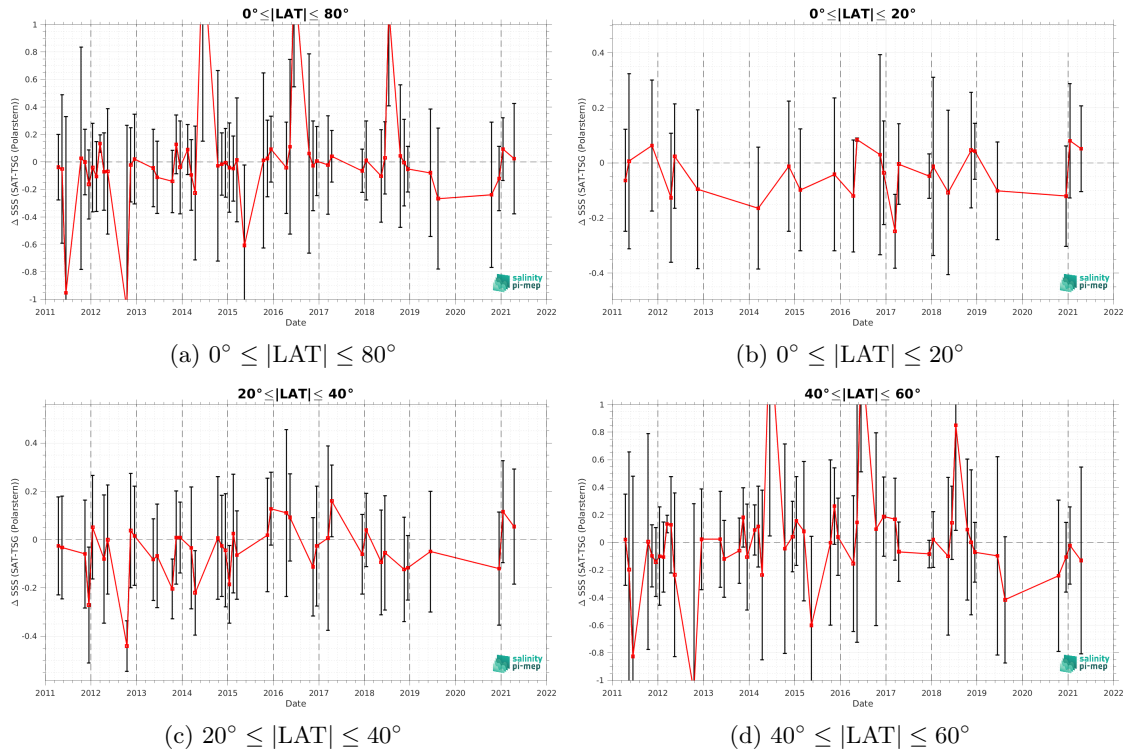 0°≤|LAT|≤ 80°
Δ SSS (SAT-TSG (Polarstern))
1
0.8
0.6
0.4
0.2
0
-0.2
-0.4
-0.6
-0.8
-1
2011 2012 2013 2014 2015 2016 2017 2018 2019 2020 2021 2022
Date
salinity
pi-mep
(a) 0° ≤ |LAT| ≤ 80°
0°≤|LAT|≤ 20°
Δ SSS (SAT-TSG (Polarstern))
0.4
0.2
0
-0.2
-0.4
2011 2012 2013 2014 2015 2016 2017 2018 2019 2020 2021 2022
Date
salinity
pi-mep
(b) 0° ≤ |LAT| ≤ 20°
20°≤|LAT|≤ 40°
Δ SSS (SAT-TSG (Polarstern))
0.4
0.2
0
-0.2
-0.4
2011 2012 2013 2014 2015 2016 2017 2018 2019 2020 2021 2022
Date
salinity
pi-mep
(c) 20° ≤ |LAT| ≤ 40°
40°≤|LAT|≤ 60°
Δ SSS (SAT-TSG (Polarstern))
1
0.8
0.6
0.4
0.2
0
-0.2
-0.4
-0.6
-0.8
-1
2011 2012 2013 2014 2015 2016 2017 2018 2019 2020 2021 2022
Date
salinity
pi-mep
(d) 40° ≤ |LAT| ≤ 60°